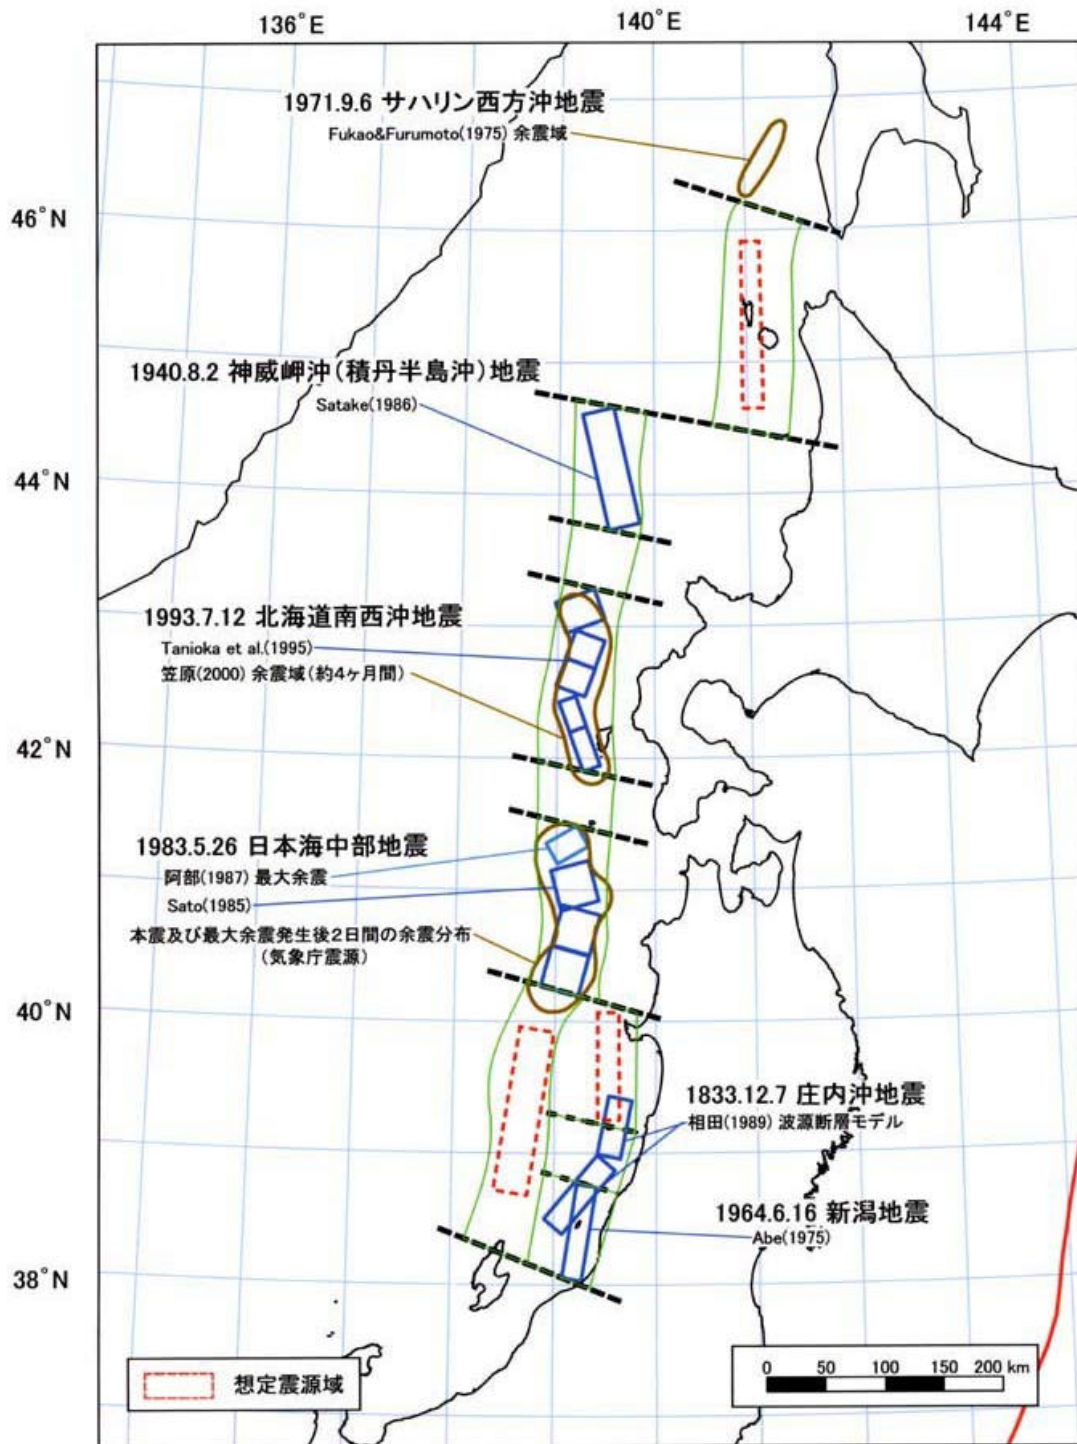 136°E
140°E
144°E
1971.9.6 サハリン西方沖地震
Fukao&Furumoto(1975) 余震域
46°N
1940.8.2 神威岬沖(積丹半島沖)地震
Satake(1986)
44°N
1993.7.12 北海道南西沖地震
Tanioka et al.(1995)
笠原(2000) 余震域(約4ヶ月間)
42°N
1983.5.26 日本海中部地震
阿部(1987) 最大余震
Sato(1985)
本震及び最大余震発生後2日間の余震分布
(気象庁震源)
40°N
1833.12.7 庄内沖地震
相田(1989) 波源断層モデル
1964.6.16 新潟地震
Abe(1975)
38°N
想定震源域
0 50 100 150 200 km